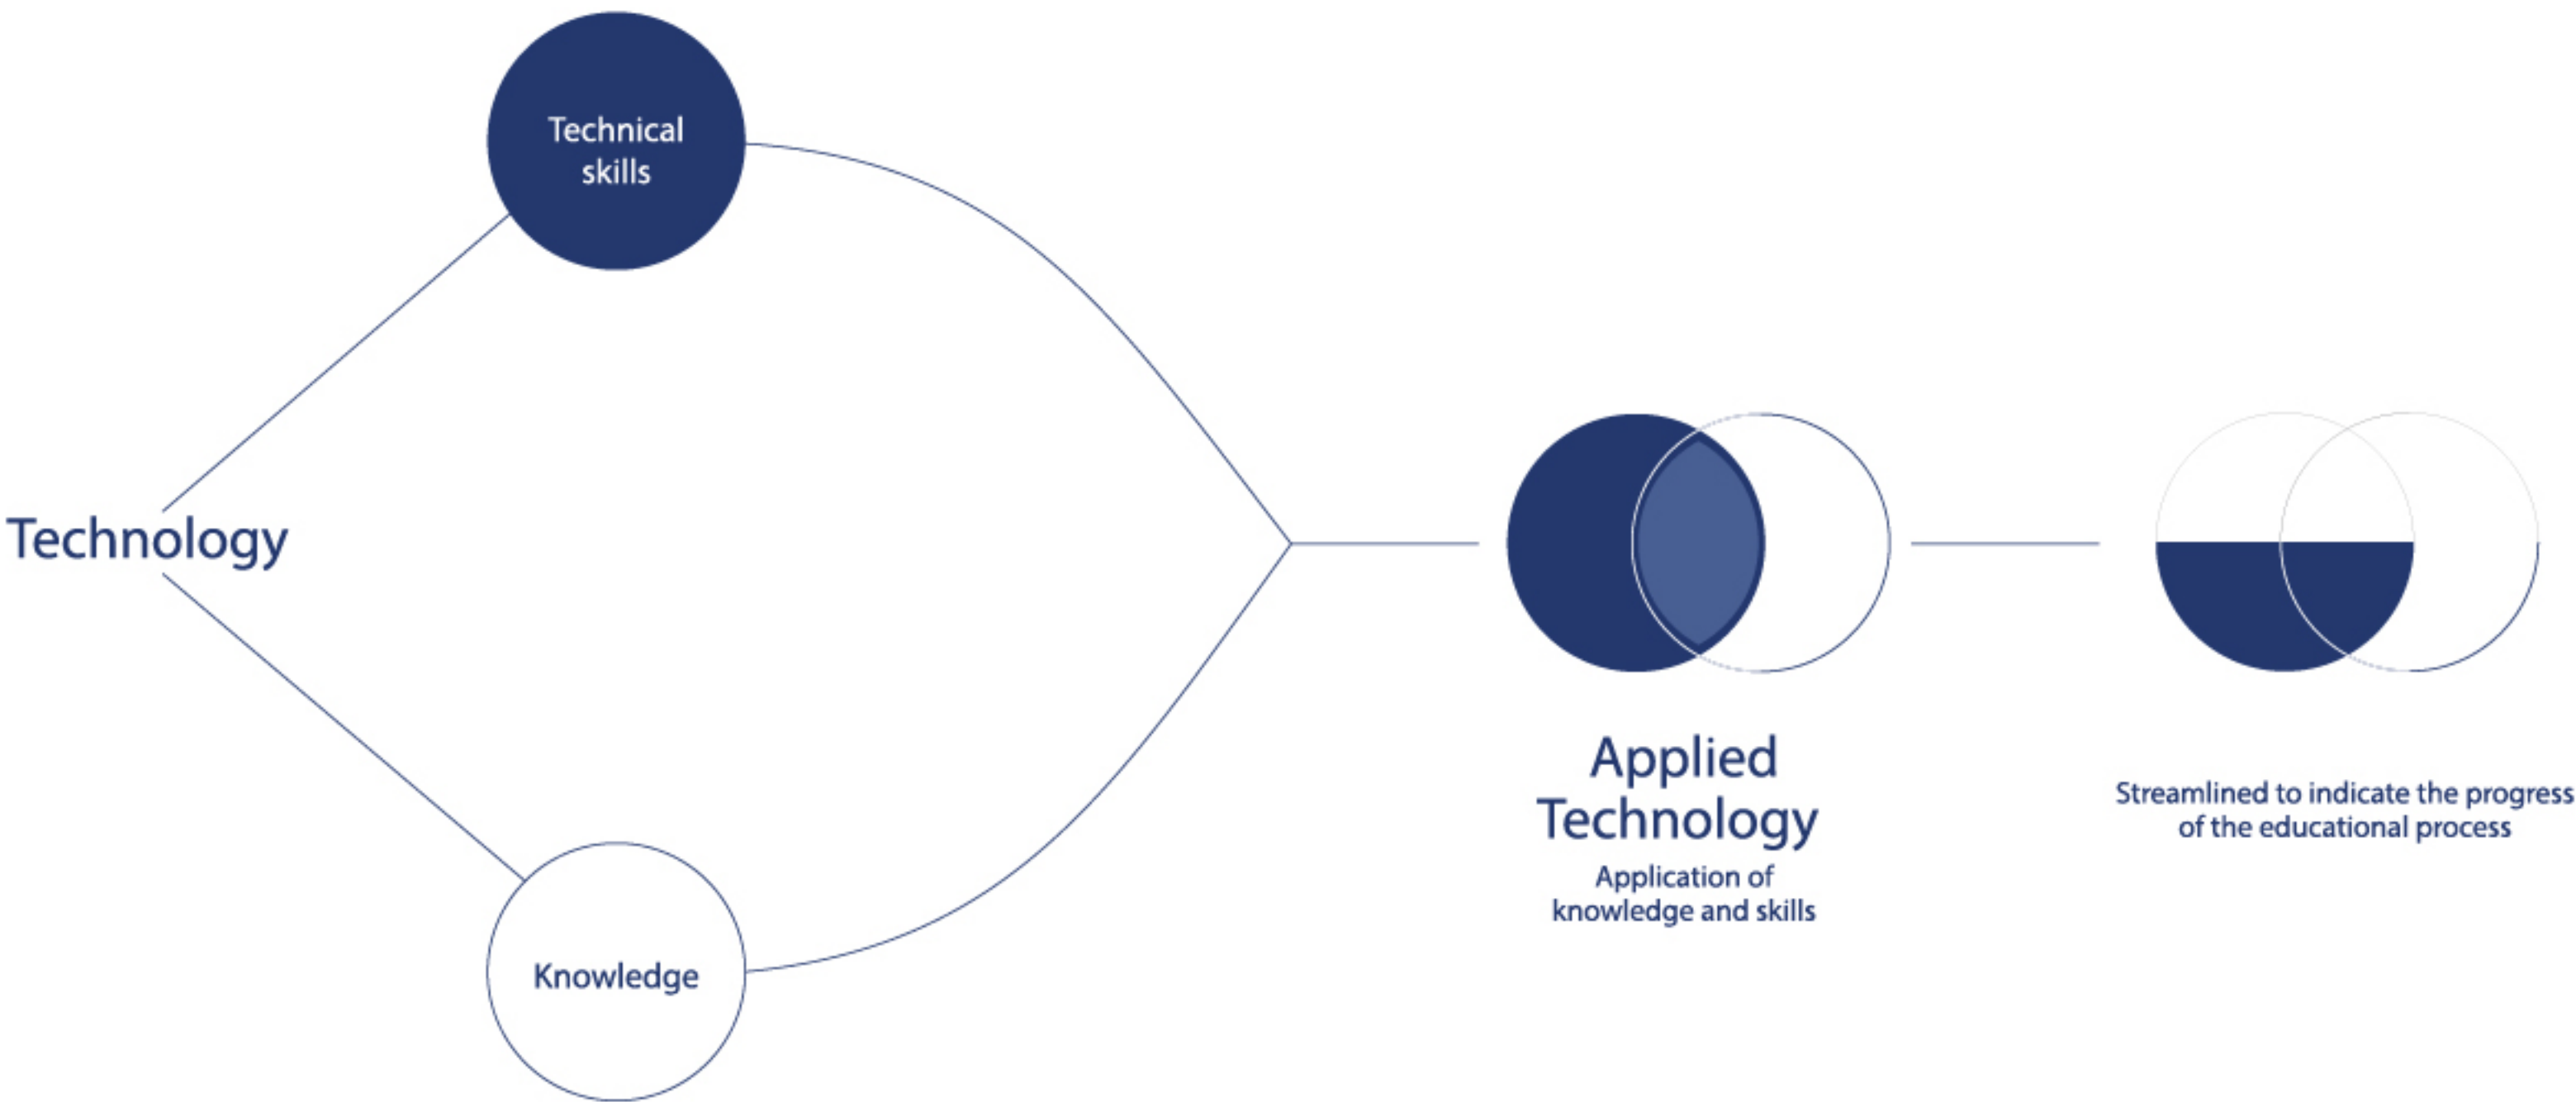 Technical
skills
Technology
Knowledge
Applied
Technology
Application of
knowledge and skills
Streamlined to indicate the progress
of the educational process